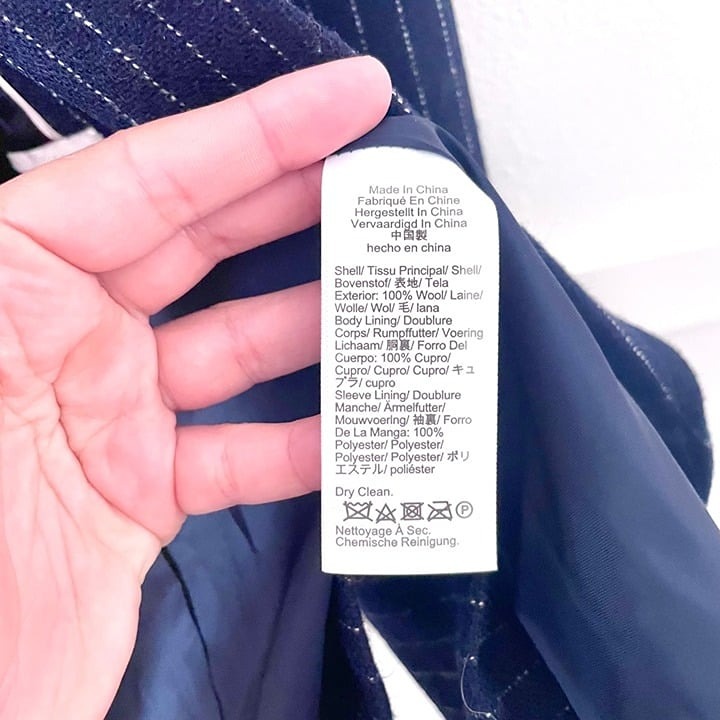 Made In China
Fabriqué En Chine
Hergestellt In China
Vervaardigd In China
中国製
hecho en china
Shell/ Tissu Principal/ Shell/
Bovenstof/ 表地/ Tela
Exterior: 100% Wool/ Laine/
Wolle/ Wol/ 毛/ lana
Body Lining/ Doublure
Corps/ Rumpffutter/ Voering
Lichaam/ 胴裏/ Forro Del
Cuerpo: 100% Cupro/
Cupro/ Cupro/ Cupro/ キュ
プラ/ cupro
Sleeve Lining/ Doublure
Manche/ Ärmelfutter/
Mouwvoering/ 袖裏/ Forro
De La Manga: 100%
Polyester/ Polyester/
Polyester/ Polyester/ ポリ
エステル/ poliéster
Dry Clean.
P
Nettoyage À Sec.
Chemische Reinigung.